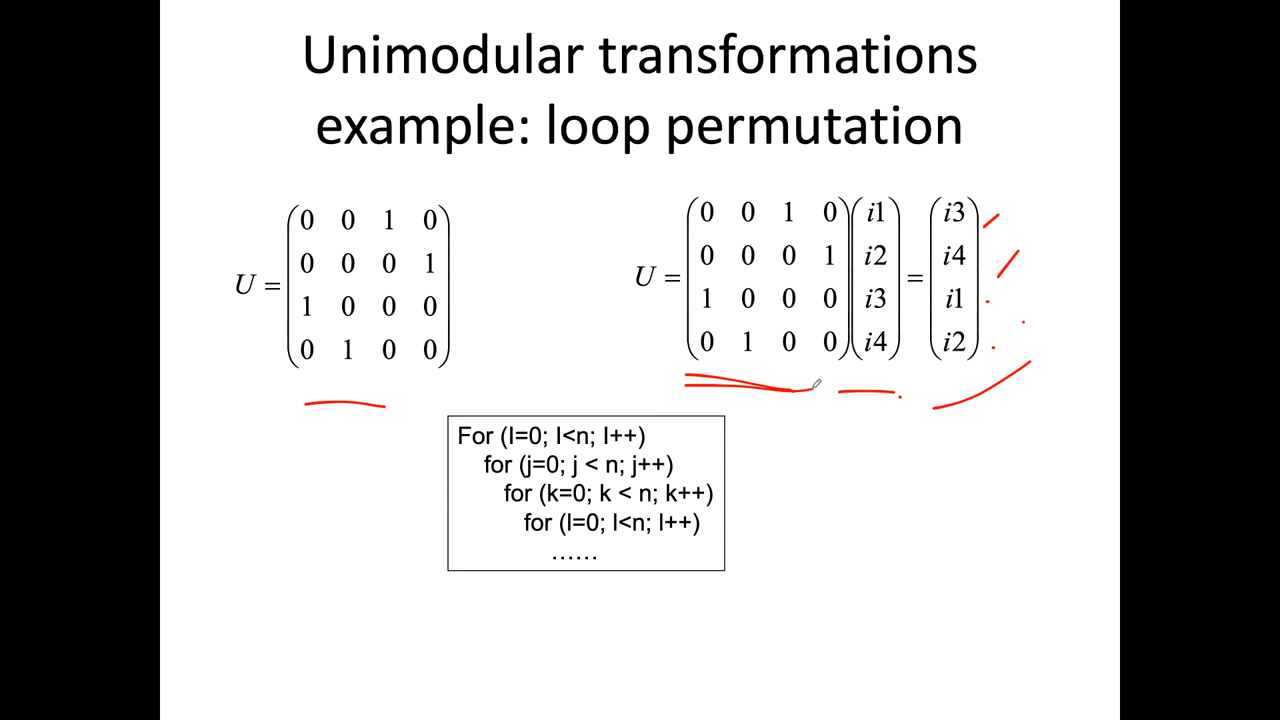 Unimodular transformations
example: loop permutation
U = (0 0 1 0
0 0 0 1
1 0 0 0
0 1 0 0)
U = (0 0 1 0) (i1) = (i3)
(0 0 0 1) (i2) (i4)
(1 0 0 0) (i3) (i1)
(0 1 0 0) (i4) (i2)
For (I=0; I<n; I++)
for (j=0; j < n; j++)
for (k=0; k < n; k++)
for (l=0; l<n; l++)
……